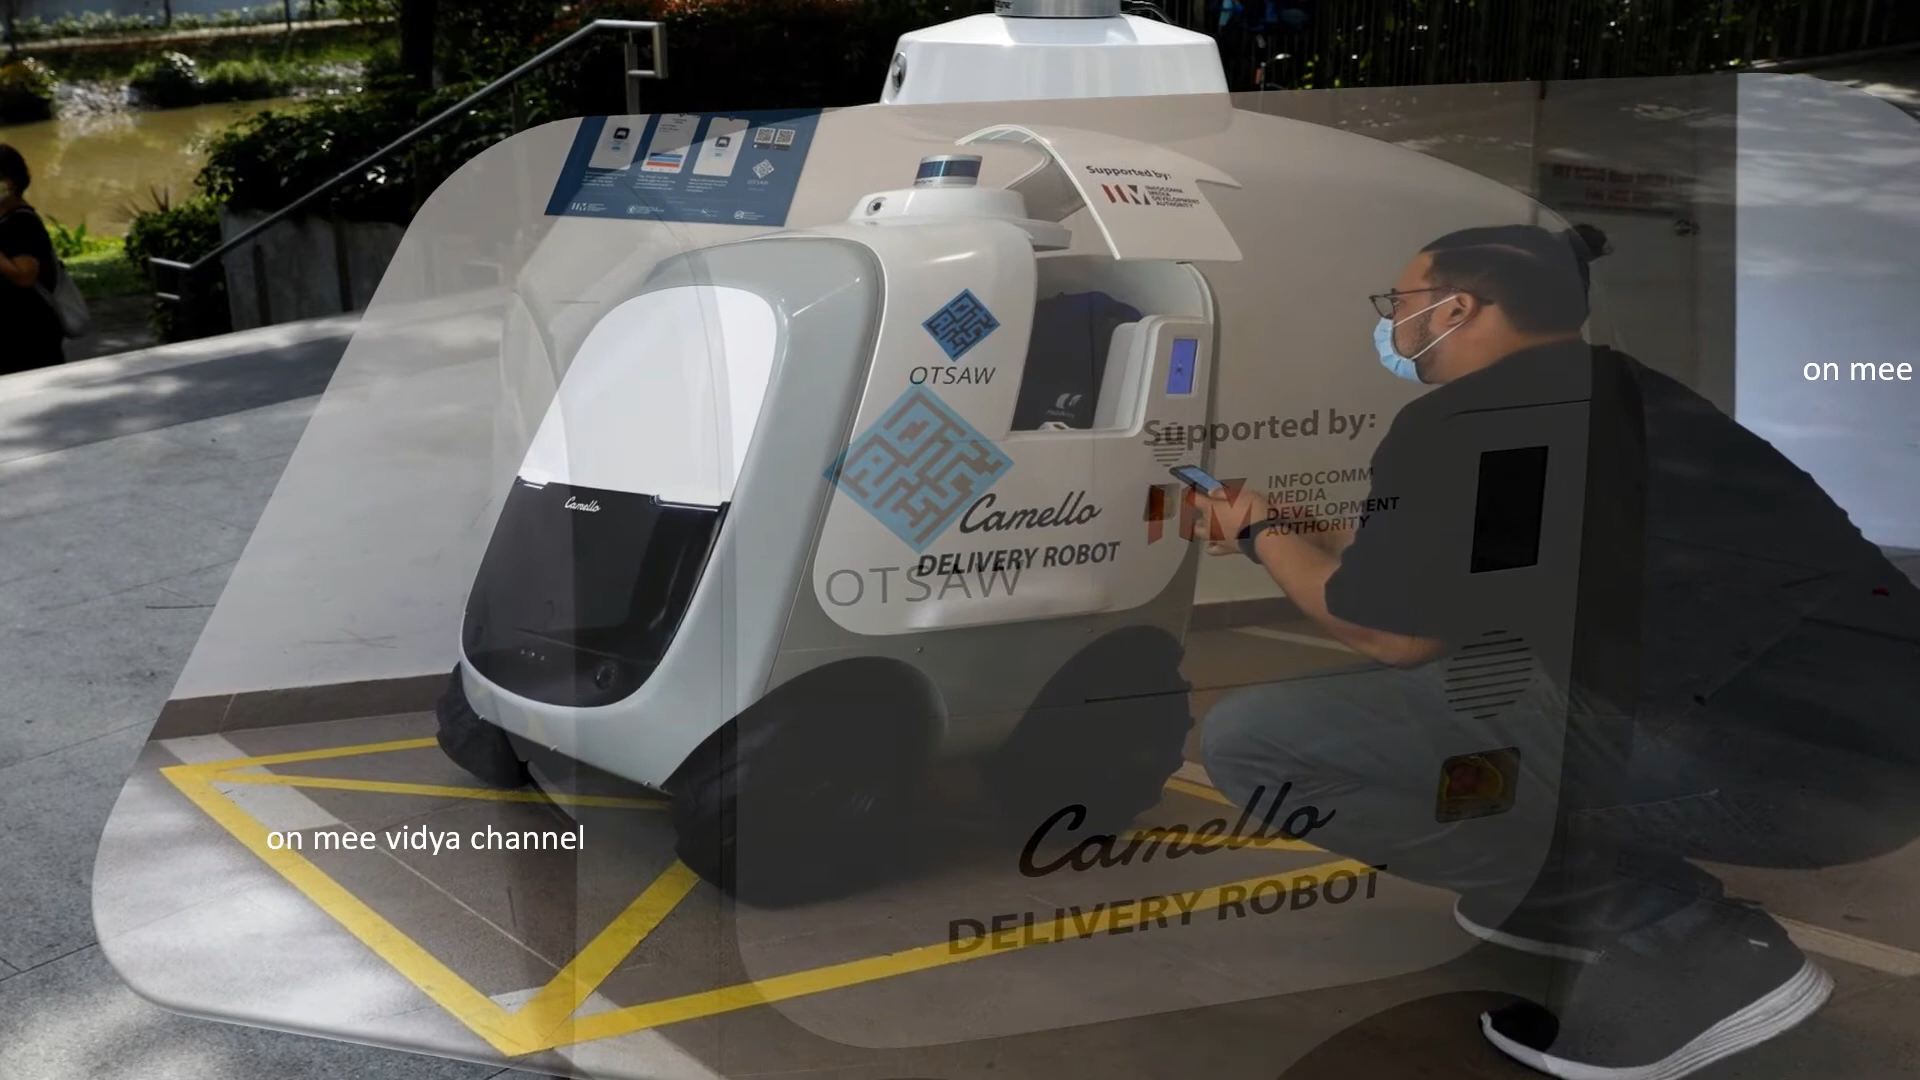 OTSAW
Supported by:
INFOCOMM
MEDIA
DEVELOPMENT
AUTHORITY
OTSAW
on mee
Supported by:
INFOCOMM
MEDIA
DEVELOPMENT
AUTHORITY
Camello
Camello
DELIVERY ROBOT
OTSAW
on mee vidya channel
Camello
DELIVERY ROBOT